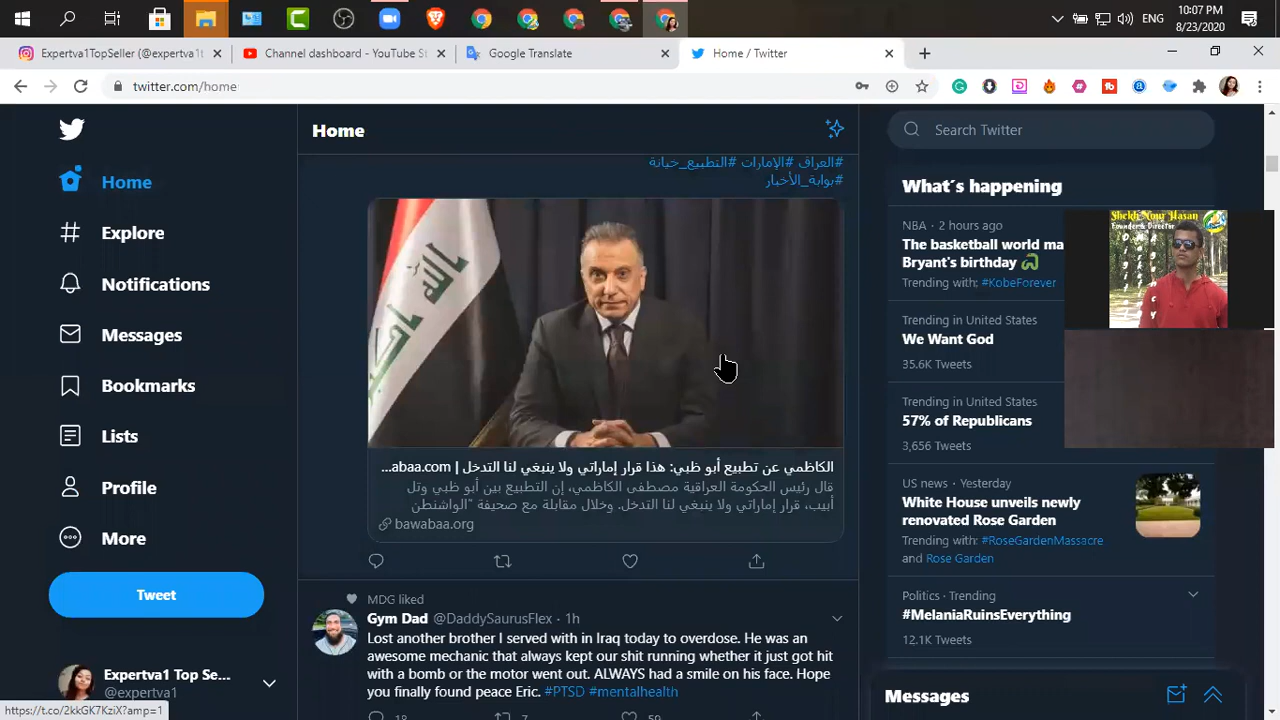 10:07 PM
ENG
8/23/2020
Expertva1TopSeller (@expertva1t
Channel dashboard - YouTube St
Google Translate
Home / Twitter
twitter.com/home
Home
Search Twitter
Home
Explore
Notifications
Messages
Bookmarks
Lists
Profile
More
Tweet
Expertva1 Top Se...
@expertva1
https://t.co/2kkGK7KziX?amp=1
#العراق #الإمارات #التطبيع_خيانة
#بوابة_الأخبار
الكاظمي عن تطبيع أبو ظبي: هذا قرار إماراتي ولا ينبغي لنا التدخل | abaa.com...
قال رئيس الحكومة العراقية مصطفى الكاظمي، إن التطبيع بين أبو ظبي وتل
أبيب، قرار إماراتي ولا ينبغي لنا التدخل. وخلال مقابلة مع صحيفة "الواشنطن
bawabaa.org
MDG liked
Gym Dad @DaddySaurusFlex · 1h
Lost another brother I served with in Iraq today to overdose. He was an
awesome mechanic that always kept our shit running whether it just got hit
with a bomb or the motor went out. ALWAYS had a smile on his face. Hope
you finally found peace Eric. #PTSD #mentalhealth
18
7
59
What's happening
NBA · 2 hours ago
The basketball world ma
Bryant's birthday
Trending with: #KobeForever
Trending in United States
We Want God
35.6K Tweets
Trending in United States
57% of Republicans
3,656 Tweets
US news · Yesterday
White House unveils newly
renovated Rose Garden
Trending with: #RoseGardenMassacre
and Rose Garden
Politics · Trending
#MelaniaRuinsEverything
12.1K Tweets
Messages
Shekh Nour Hasan
Founder & Director